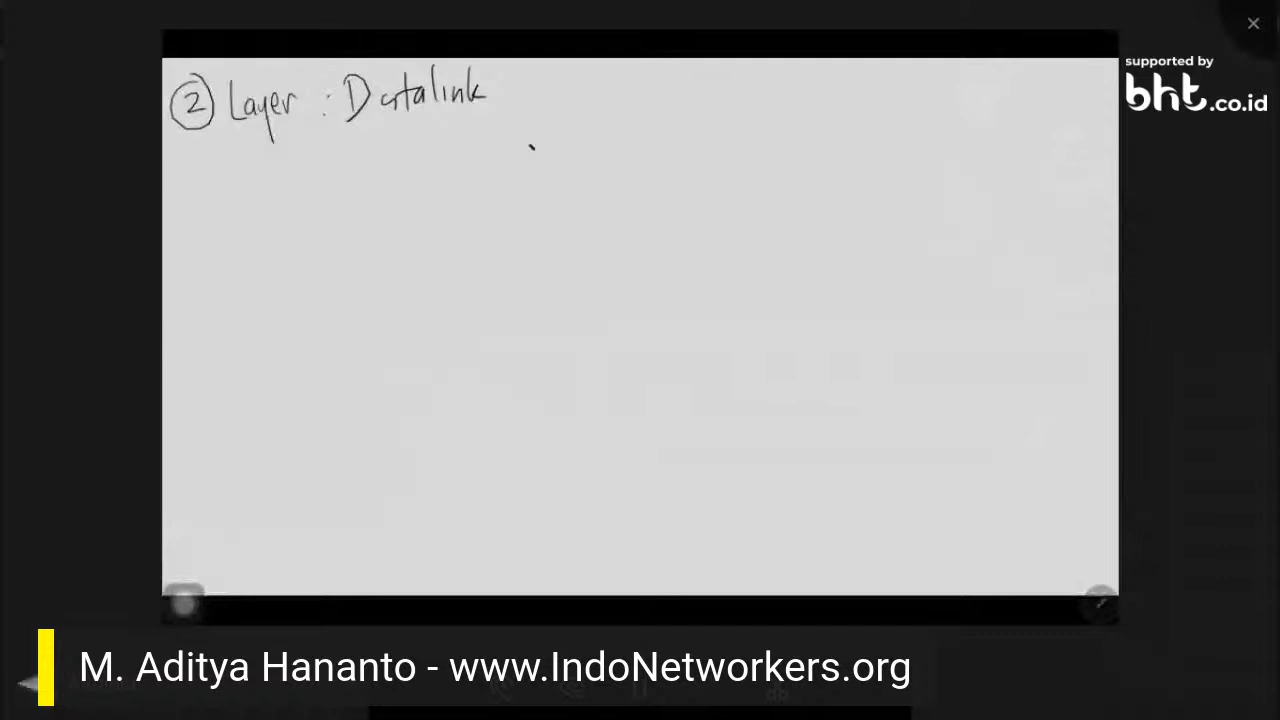 ② Layer : Datalink
supported by
bht.co.id
M. Aditya Hananto - www.IndoNetworkers.org